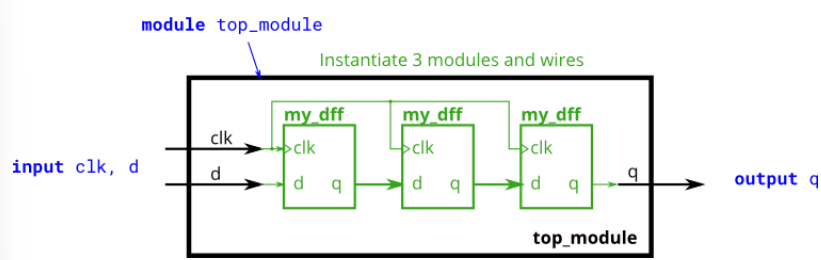 module top_module
Instantiate 3 modules and wires
my_dff my_dff my_dff
clk clk clk clk
input clk, d
d d q d q d q q
output q
top_module